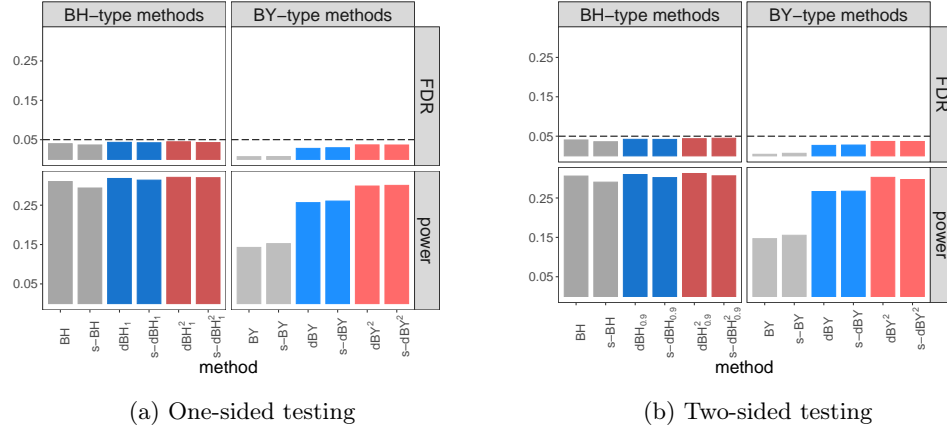 BH−type methods BY−type methods
FDR
0.25
0.15
0.05
power
0.25
0.15
0.05
BH s−BH dBH₁ s−dBH₁ dBH²₁ s−dBH²₁ BY s−BY dBY s−dBY dBY² s−dBY²
method
(a) One-sided testing
BH−type methods BY−type methods
FDR
0.25
0.15
0.05
power
0.25
0.15
0.05
BH s−BH dBH₀.₉ s−dBH₀.₉ dBH²₀.₉ s−dBH²₀.₉ BY s−BY dBY s−dBY dBY² s−dBY²
method
(b) Two-sided testing